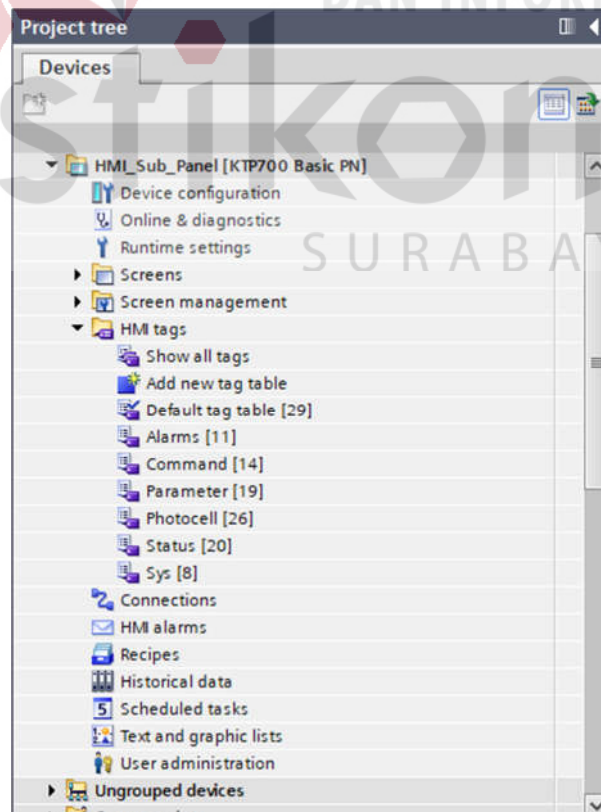 DAN INFOR
Project tree
Devices
stikom
SURABAY
HMI_Sub_Panel [KTP700 Basic PN]
Device configuration
Online & diagnostics
Runtime settings
Screens
Screen management
HMI tags
Show all tags
Add new tag table
Default tag table [29]
Alarms [11]
Command [14]
Parameter [19]
Photocell [26]
Status [20]
Sys [8]
Connections
HMI alarms
Recipes
Historical data
Scheduled tasks
Text and graphic lists
User administration
Ungrouped devices